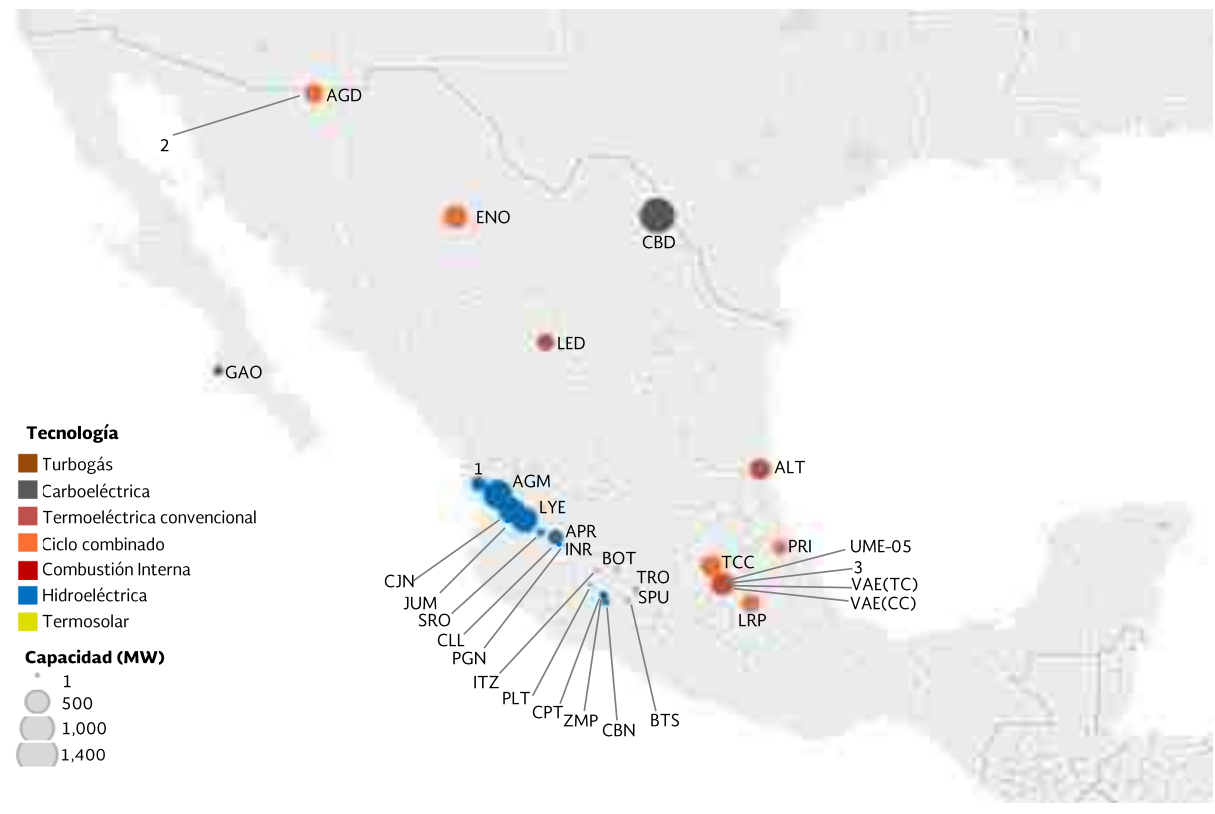 AGD
2
ENO
CBD
LED
GAO
Tecnología
Turbogás
Carboeléctrica
Termoeléctrica convencional
Ciclo combinado
Combustión Interna
Hidroeléctrica
Termosolar
Capacidad (MW)
1
500
1,000
1,400
1
AGM
LYE
APR
INR
BOT
TRO
SPU
CJN
JUM
SRO
CLL
PGN
ITZ
PLT
CPT
ZMP
CBN
BTS
ALT
PRI
TCC
UME-05
3
VAE(TC)
VAE(CC)
LRP